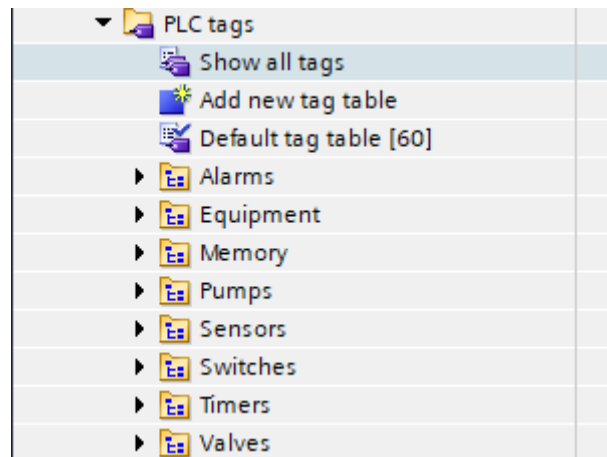 PLC tags
Show all tags
Add new tag table
Default tag table [60]
Alarms
Equipment
Memory
Pumps
Sensors
Switches
Timers
Valves